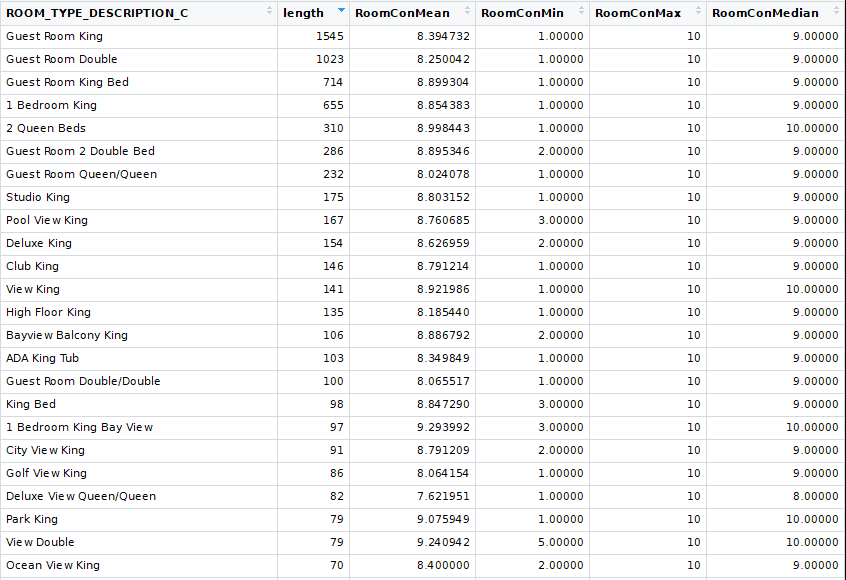 ROOM_TYPE_DESCRIPTION_C length RoomConMean RoomConMin RoomConMax RoomConMedian
Guest Room King 1545 8.394732 1.00000 10 9.00000
Guest Room Double 1023 8.250042 1.00000 10 9.00000
Guest Room King Bed 714 8.899304 1.00000 10 9.00000
1 Bedroom King 655 8.854383 1.00000 10 9.00000
2 Queen Beds 310 8.998443 1.00000 10 10.00000
Guest Room 2 Double Bed 286 8.895346 2.00000 10 9.00000
Guest Room Queen/Queen 232 8.024078 1.00000 10 9.00000
Studio King 175 8.803152 1.00000 10 9.00000
Pool View King 167 8.760685 3.00000 10 9.00000
Deluxe King 154 8.626959 2.00000 10 9.00000
Club King 146 8.791214 1.00000 10 9.00000
View King 141 8.921986 1.00000 10 10.00000
High Floor King 135 8.185440 1.00000 10 9.00000
Bayview Balcony King 106 8.886792 2.00000 10 9.00000
ADA King Tub 103 8.349849 1.00000 10 9.00000
Guest Room Double/Double 100 8.065517 1.00000 10 9.00000
King Bed 98 8.847290 3.00000 10 9.00000
1 Bedroom King Bay View 97 9.293992 3.00000 10 10.00000
City View King 91 8.791209 2.00000 10 9.00000
Golf View King 86 8.064154 1.00000 10 9.00000
Deluxe View Queen/Queen 82 7.621951 1.00000 10 8.00000
Park King 79 9.075949 1.00000 10 10.00000
View Double 79 9.240942 5.00000 10 10.00000
Ocean View King 70 8.400000 2.00000 10 9.00000